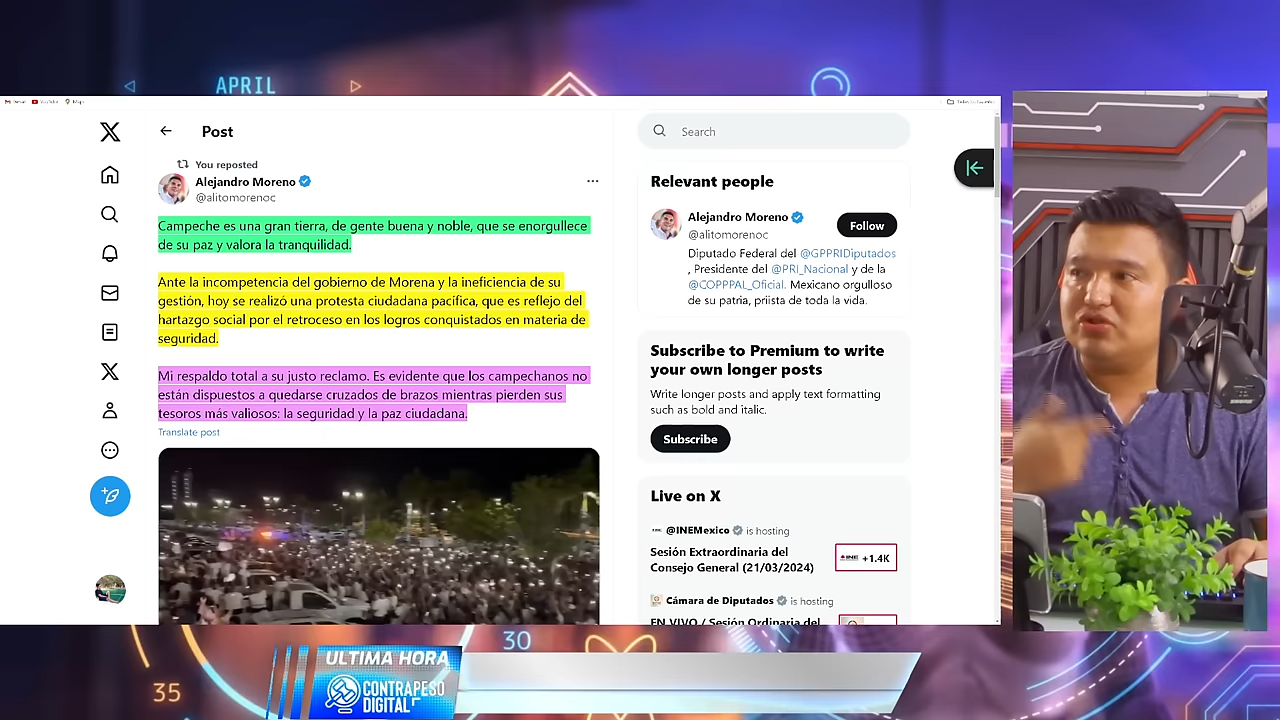 APRIL
Post
Search
You reposted
Alejandro Moreno
@alitomorenoc
Campeche es una gran tierra, de gente buena y noble, que se enorgullece
de su paz y valora la tranquilidad.
Ante la incompetencia del gobierno de Morena y la ineficiencia de su
gestión, hoy se realizó una protesta ciudadana pacifica, que es reflejo del
hartazgo social por el retroceso en los logros conquistados en materia de
seguridad.
Mi respaldo total a su justo reclamo. Es evidente que los campechanos no
están dispuestos a quedarse cruzados de brazos mientras pierden sus
tesoros más valiosos: la seguridad y la paz ciudadana.
Translate post
Relevant people
Alejandro Moreno
@alitomorenoc
Follow
Diputado Federal del @GPPRIDiputados
, Presidente del @PRI_Nacional y de la
@COPPPAL_Oficial. Mexicano orgulloso
de su patria, priista de toda la vida.
Subscribe to Premium to write
your own longer posts
Write longer posts and apply text formatting
such as bold and italic.
Subscribe
Live on X
@INEMexico is hosting
Sesión Extraordinaria del
Consejo General (21/03/2024)
INE +1.4K
Cámara de Diputados is hosting
EN VIVO / Sesión Ordinaria del
30
35
ULTIMA HORA
CONTRAPESO
DIGITAL